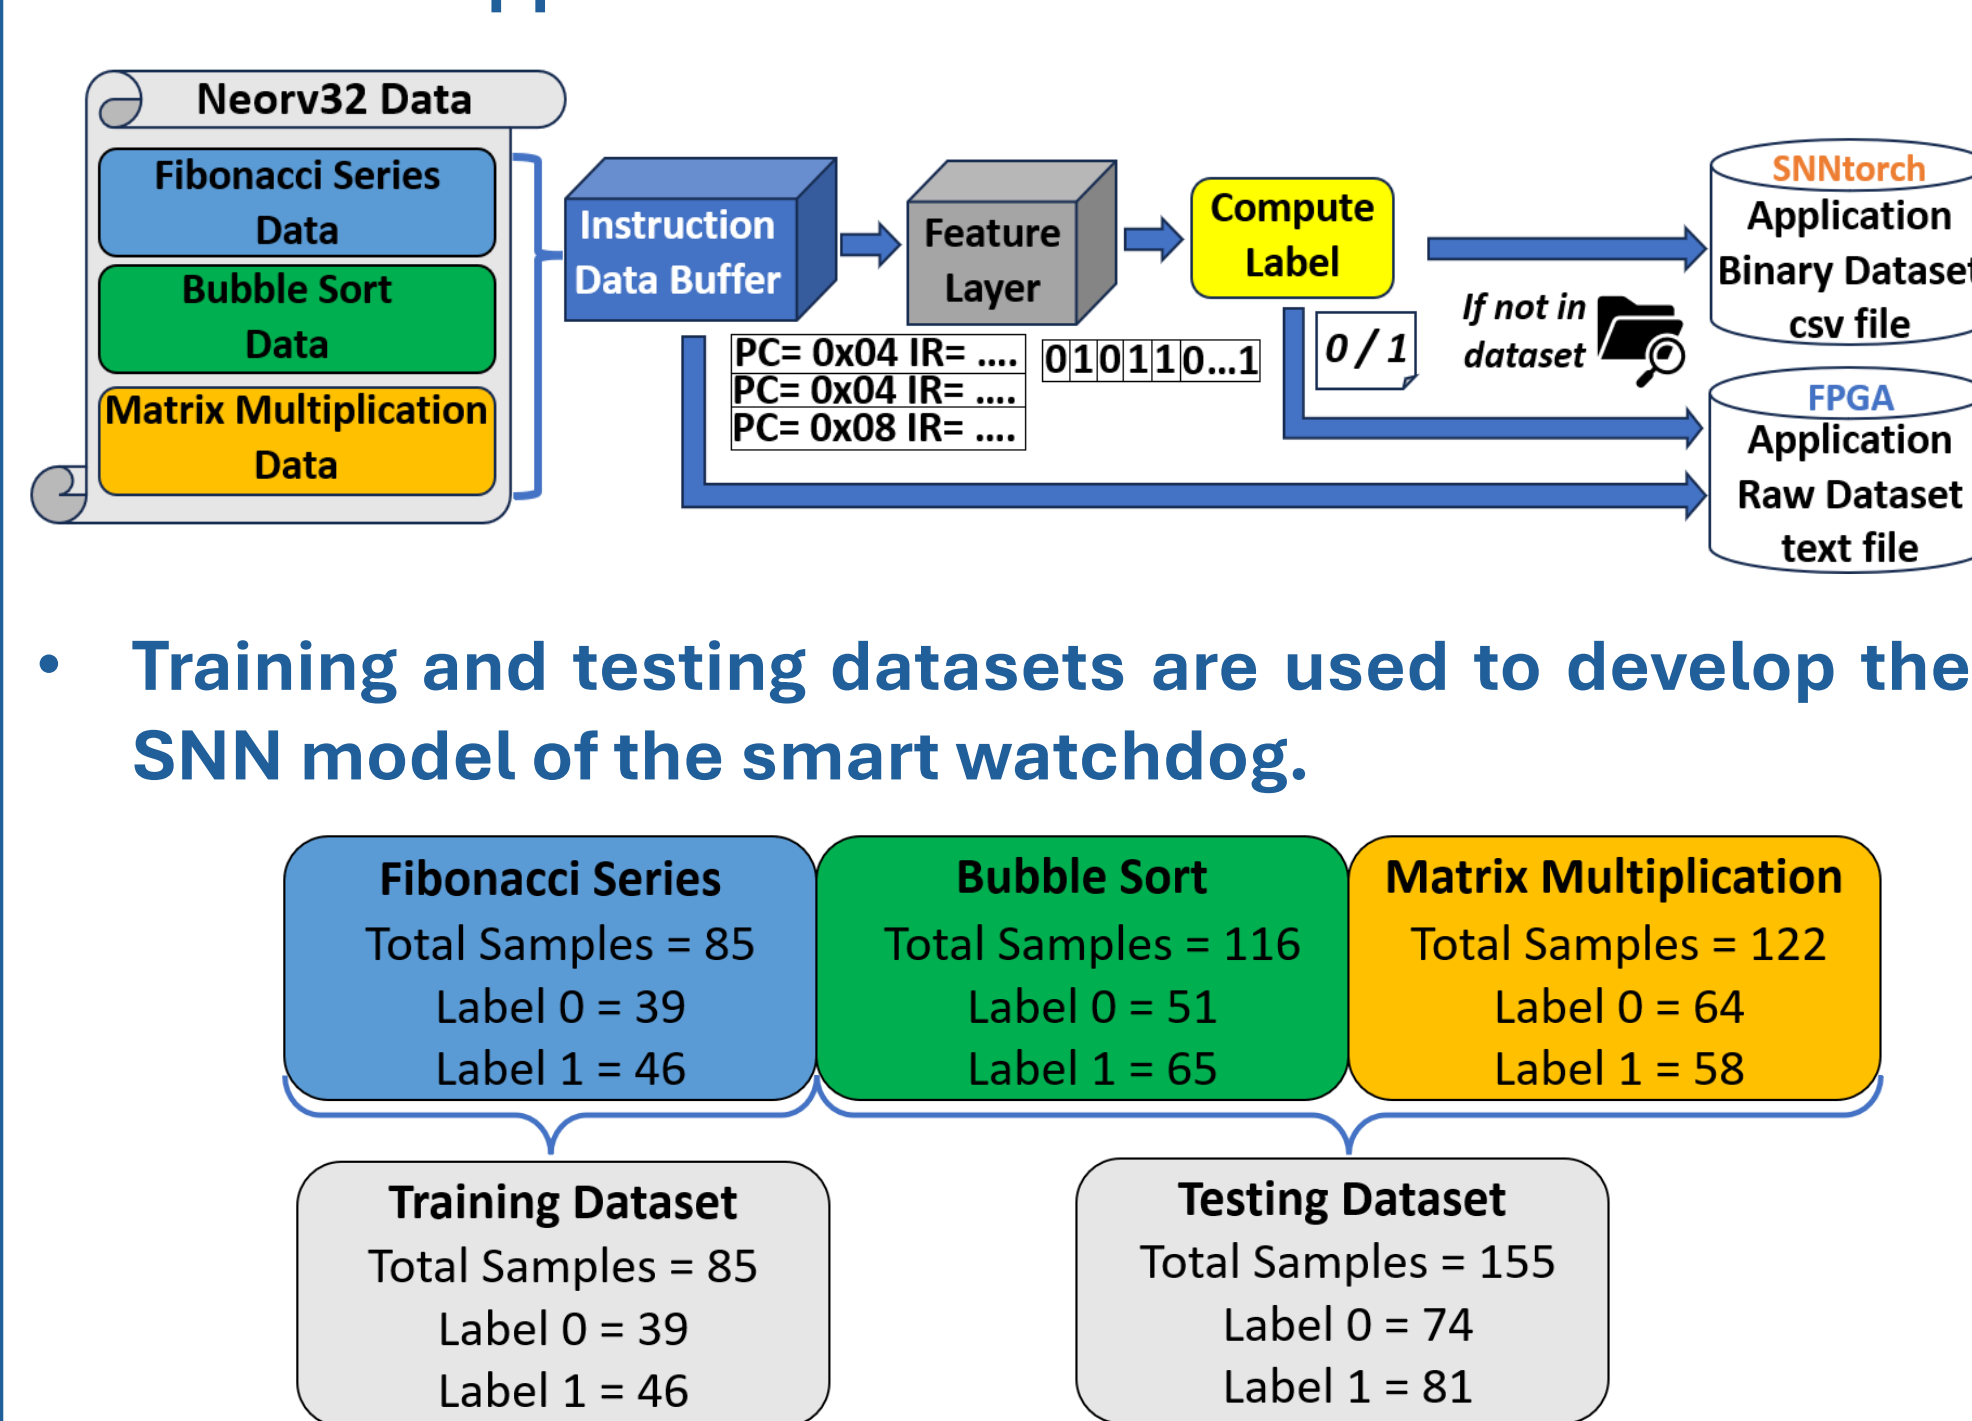 Neorv32 Data
Fibonacci Series
Data
Bubble Sort
Data
Matrix Multiplication
Data
Instruction
Data Buffer
PC= 0x04 IR= ....
PC= 0x04 IR= ....
PC= 0x08 IR= ....
Feature
Layer
010110...1
Compute
Label
0 / 1
If not in
dataset
SNNtorch
Application
Binary Dataset
csv file
FPGA
Application
Raw Dataset
text file
• Training and testing datasets are used to develop the
SNN model of the smart watchdog.
Fibonacci Series
Total Samples = 85
Label 0 = 39
Label 1 = 46
Bubble Sort
Total Samples = 116
Label 0 = 51
Label 1 = 65
Matrix Multiplication
Total Samples = 122
Label 0 = 64
Label 1 = 58
Training Dataset
Total Samples = 85
Label 0 = 39
Label 1 = 46
Testing Dataset
Total Samples = 155
Label 0 = 74
Label 1 = 81